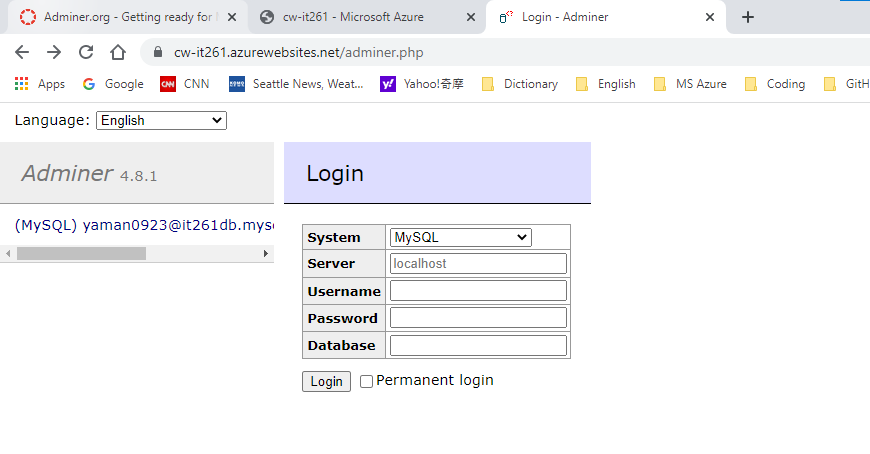 Adminer.org - Getting ready for
cw-it261 - Microsoft Azure
Login - Adminer
cw-it261.azurewebsites.net/adminer.php
Apps
Google
CNN
Seattle News, Weat...
Yahoo!奇摩
Dictionary
English
MS Azure
Coding
GitH
Language: English
Adminer 4.8.1
Login
(MySQL) yaman0923@it261db.myso
System MySQL
Server localhost
Username
Password
Database
Login Permanent login